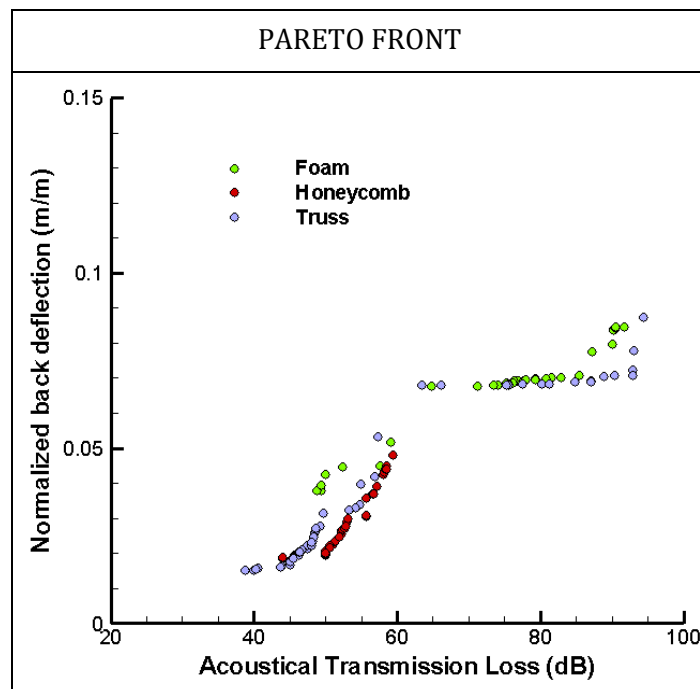 PARETO FRONT
0.15
0.1
0.05
0
Normalized back deflection (m/m)
Foam
Honeycomb
Truss
20 40 60 80 100
Acoustical Transmission Loss (dB)